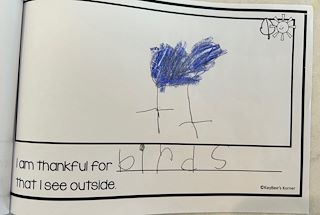 I am thankful for birds
that I see outside.
©KayBee's Korner